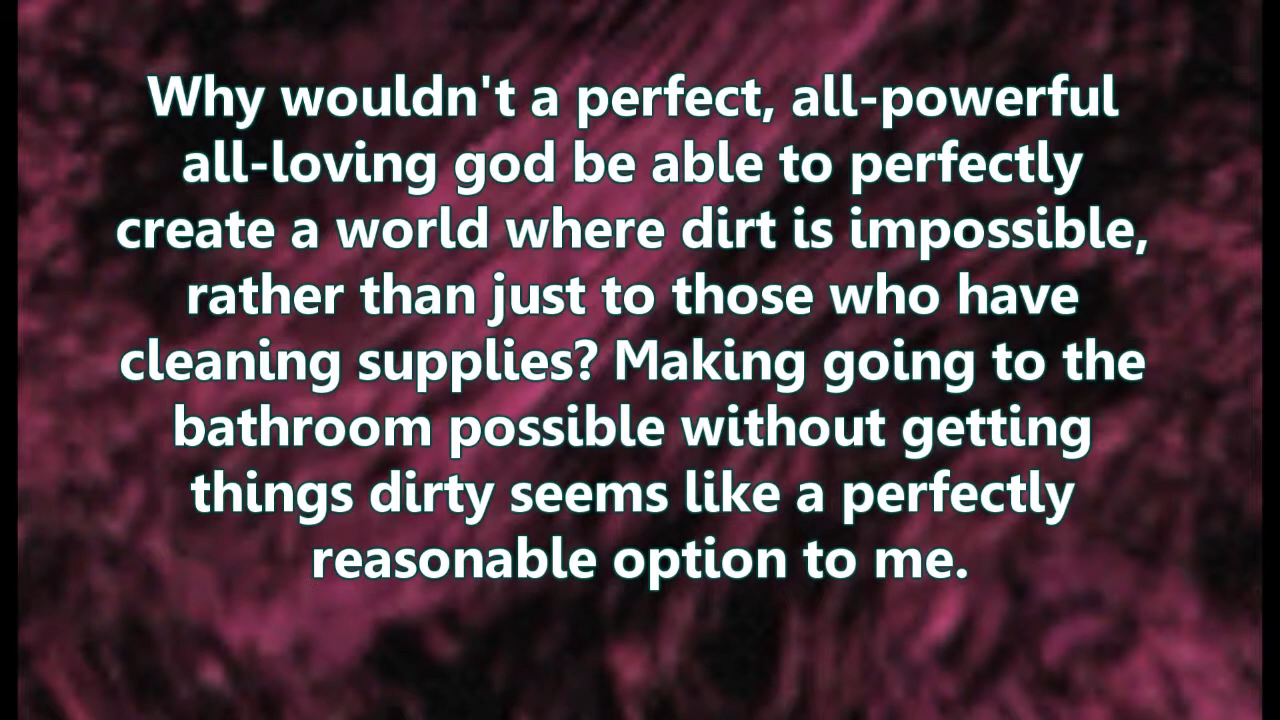 Why wouldn't a perfect, all-powerful
all-loving god be able to perfectly
create a world where dirt is impossible,
rather than just to those who have
cleaning supplies? Making going to the
bathroom possible without getting
things dirty seems like a perfectly
reasonable option to me.